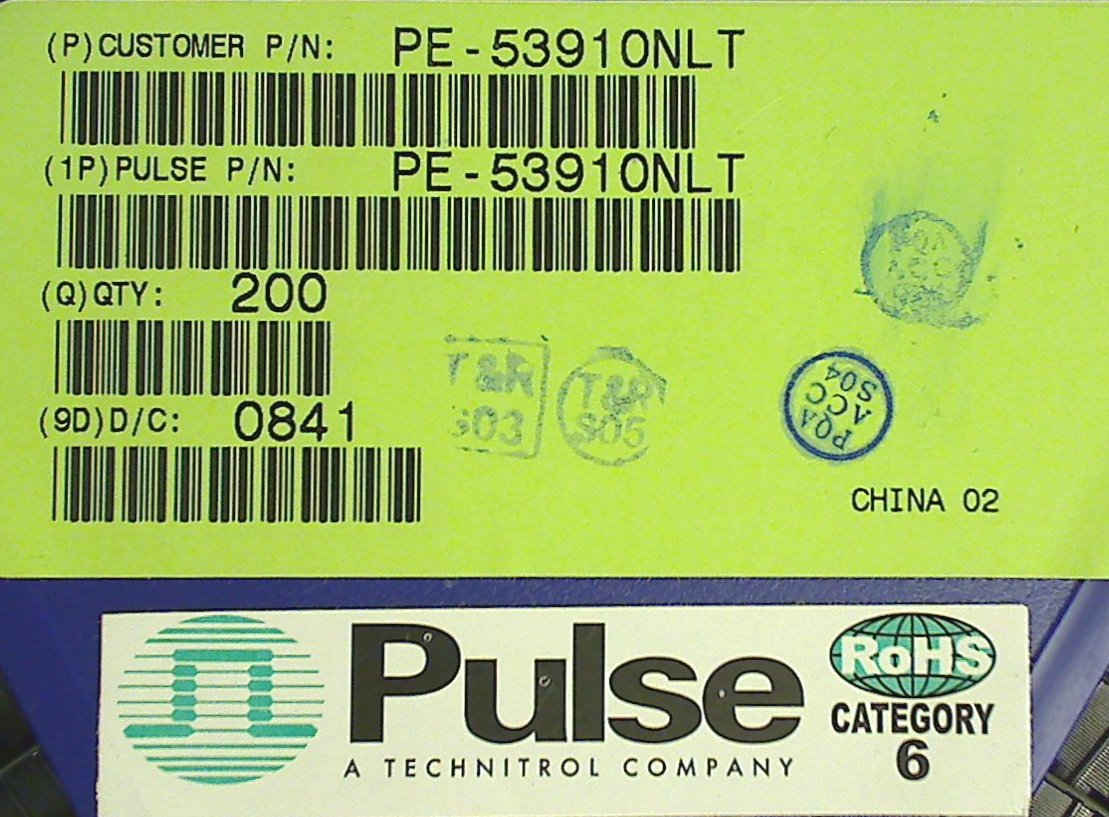 (P)CUSTOMER P/N: PE-53910NLT
(1P)PULSE P/N: PE-53910NLT
(Q)QTY: 200
(9D)D/C: 0841
T&R
S03
T&R
S05
PQA
ACC
S04
CHINA 02
Pulse
A TECHNITROL COMPANY
RoHS
CATEGORY
6